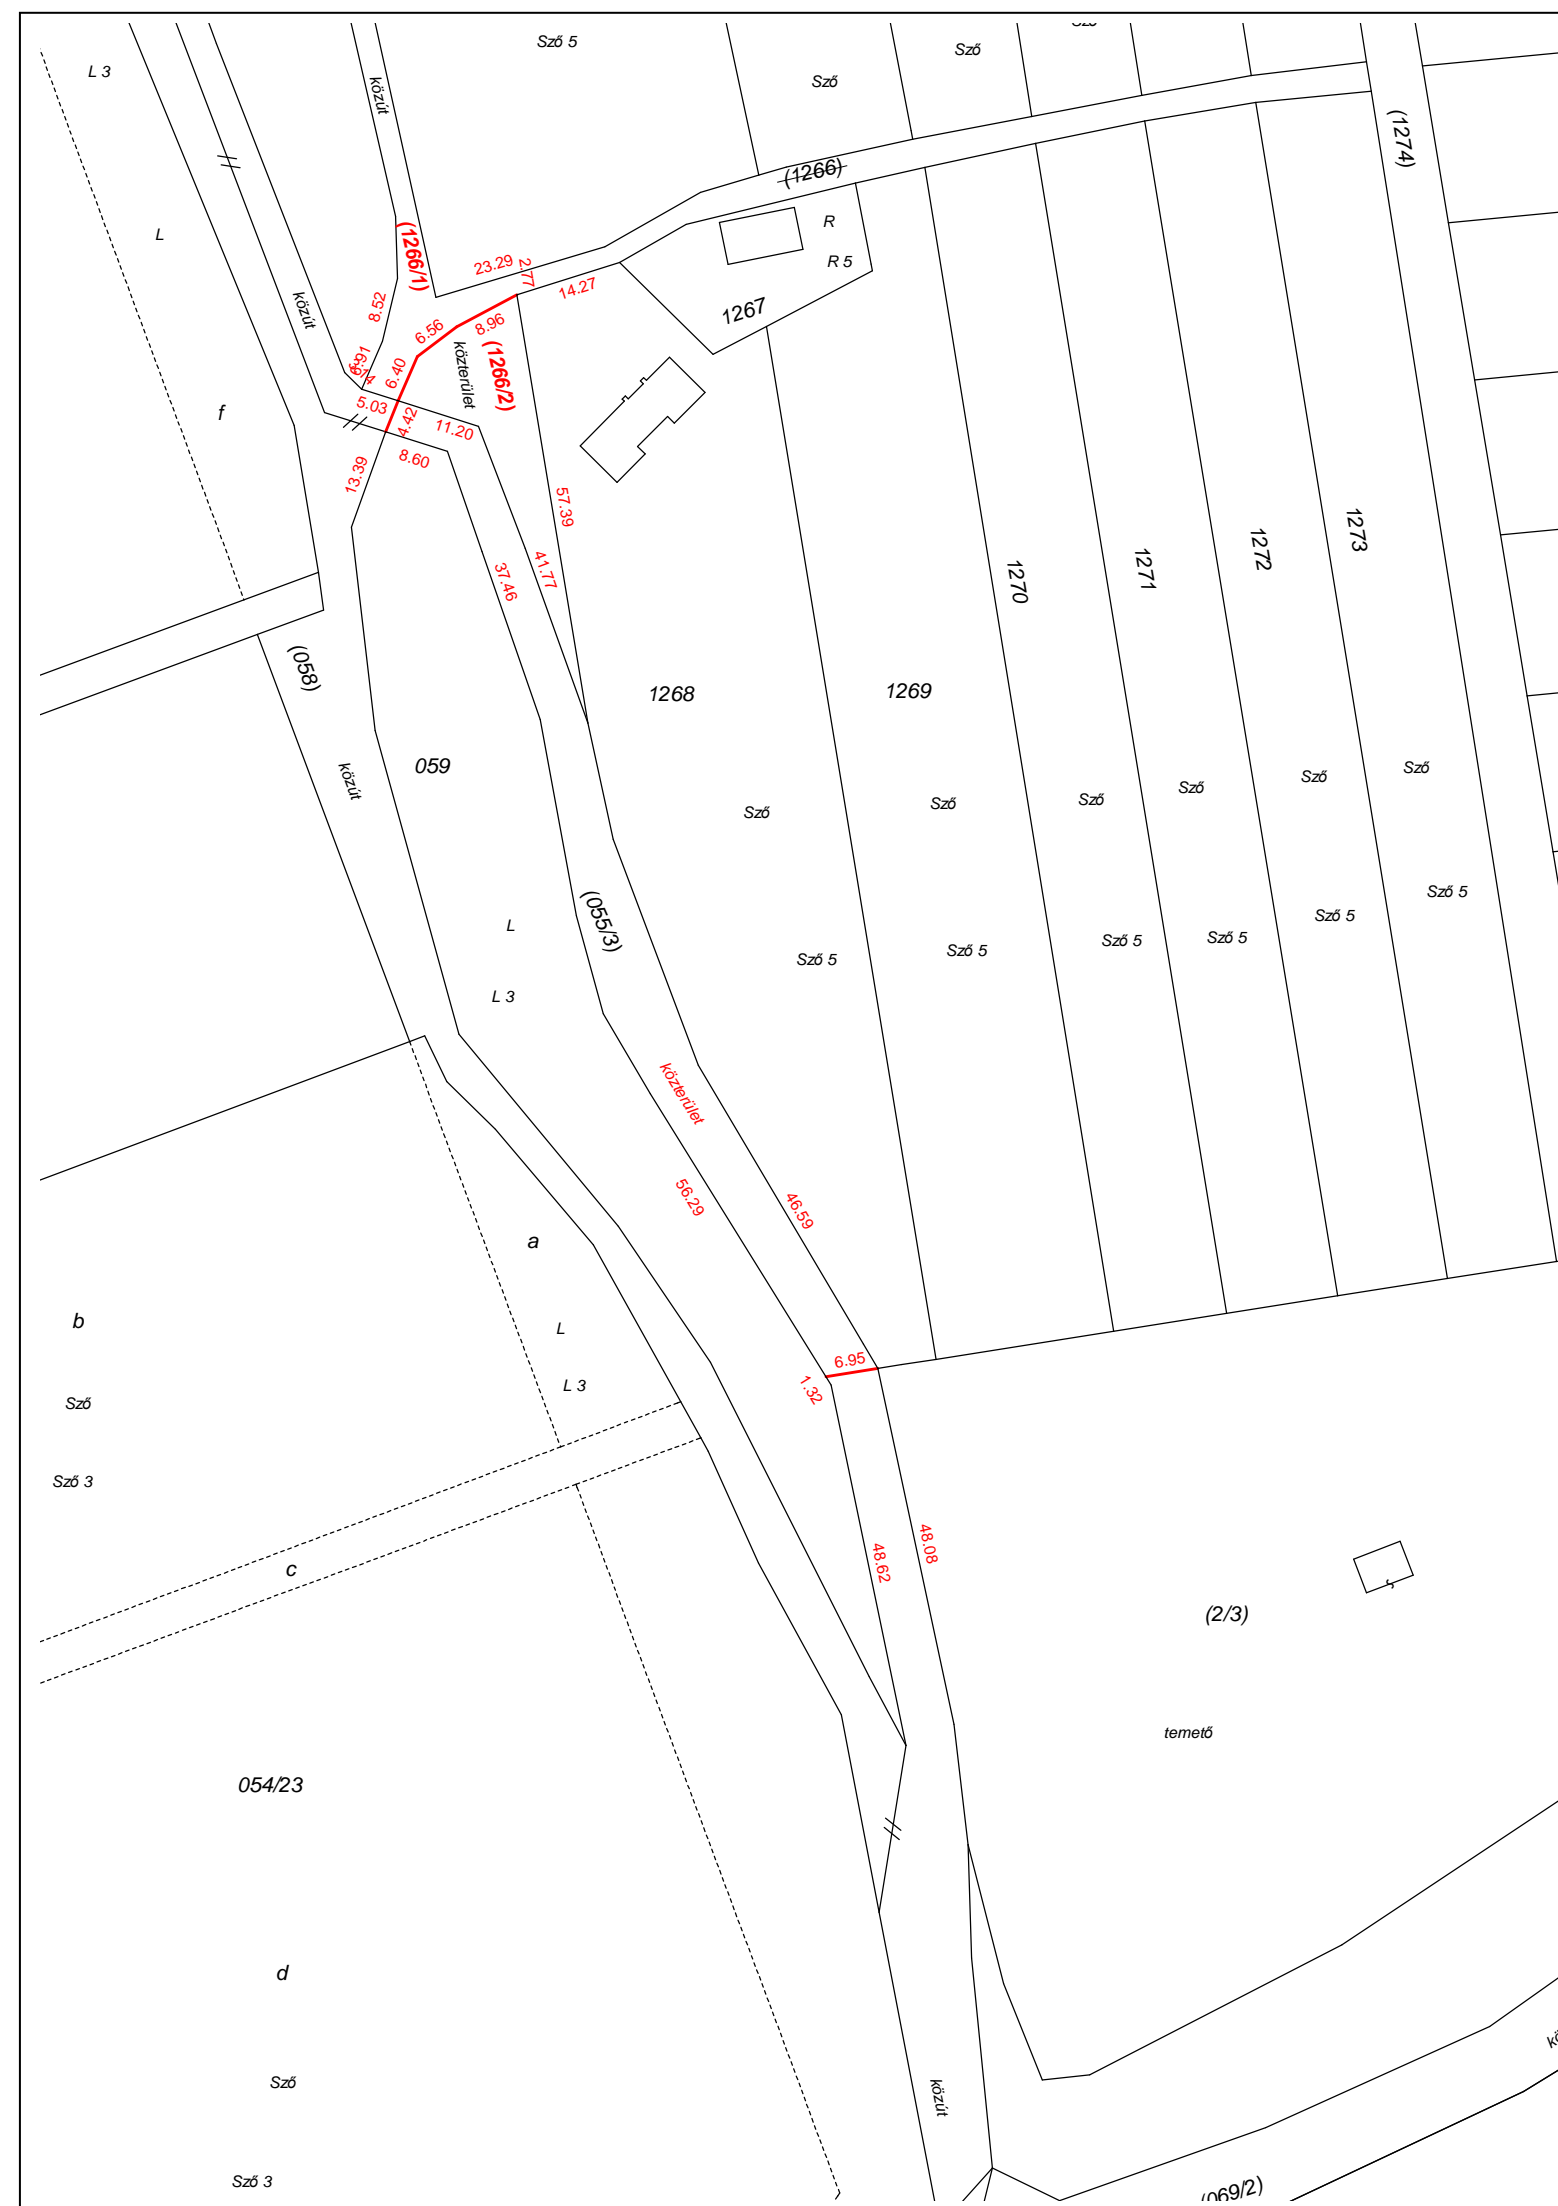 L 3
Sző 5
Sző
Sző
közút
(1266)
(1274)
L
R
R 5
(1266/1)
23.29
2.77
14.27
1267
közút
8.52
6.56
8.96
közterület
(1266/2)
6.40
5.03
4.42
11.20
8.60
f
13.39
57.39
41.77
37.46
1270
1271
1272
1273
(058)
1268
1269
közút
059
Sző
Sző
Sző
Sző
Sző
Sző
(055/3)
L
Sző 5
Sző 5
Sző 5
Sző 5
Sző 5
Sző 5
L 3
közterület
56.29
46.59
a
b
L
6.95
1.32
L 3
Sző
Sző 3
c
48.62
48.08
(2/3)
temető
054/23
d
Sző
közút
Sző 3
(069/2)